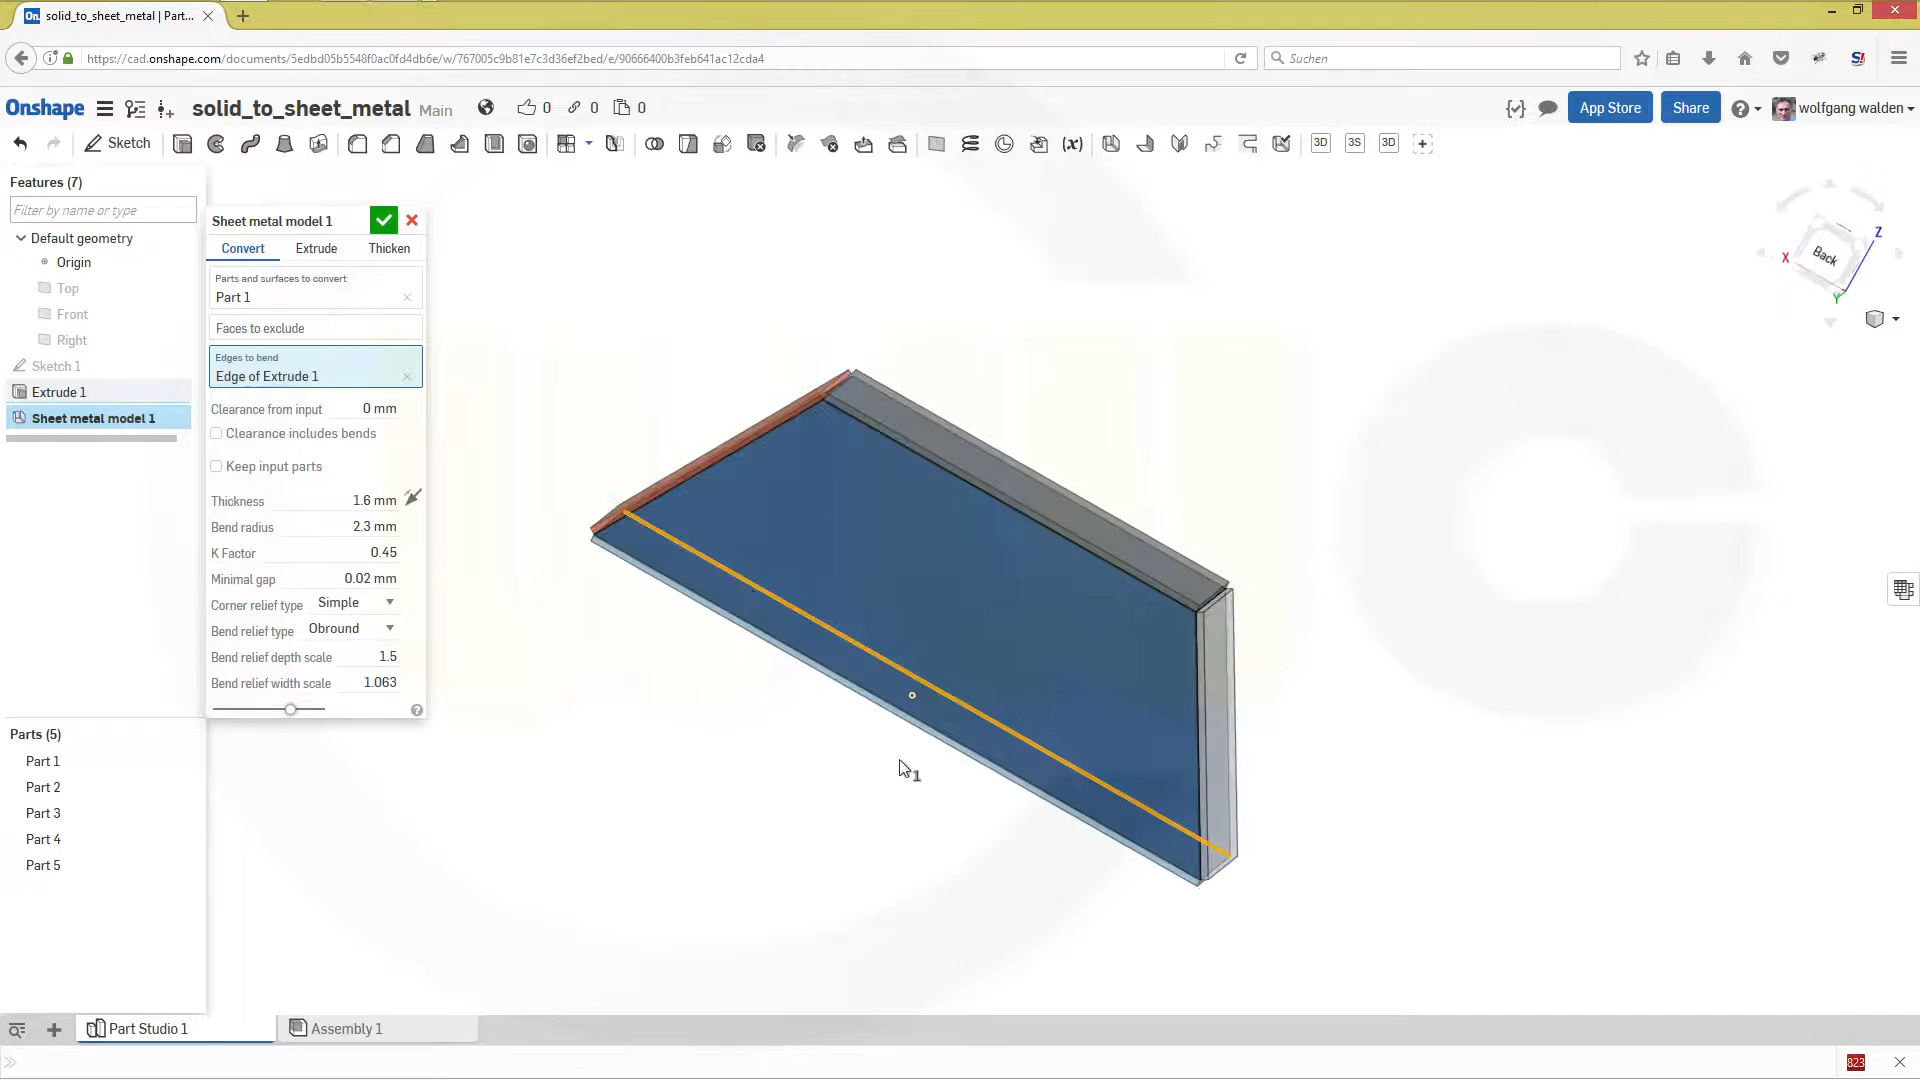 On solid_to_sheet_metal | Part...
https://cad.onshape.com/documents/5edbd05b5548f0ac0fd4db6e/w/767005c9b81e7c3d36ef2bed/e/90666400b3feb641ac12cda4
Suchen
Onshape solid_to_sheet_metal Main 0 0 0 App Store Share wolfgang walden
Sketch (x) 3D 3S 3D
Features (7)
Filter by name or type
Default geometry
Origin
Top
Front
Right
Sketch 1
Extrude 1
Sheet metal model 1
Sheet metal model 1
Convert Extrude Thicken
Parts and surfaces to convert
Part 1
Faces to exclude
Edges to bend
Edge of Extrude 1
Clearance from input 0 mm
Clearance includes bends
Keep input parts
Thickness 1.6 mm
Bend radius 2.3 mm
K Factor 0.45
Minimal gap 0.02 mm
Corner relief type Simple
Bend relief type Obround
Bend relief depth scale 1.5
Bend relief width scale 1.063
Z
X Back
Y
1
Parts (5)
Part 1
Part 2
Part 3
Part 4
Part 5
Part Studio 1 Assembly 1
823